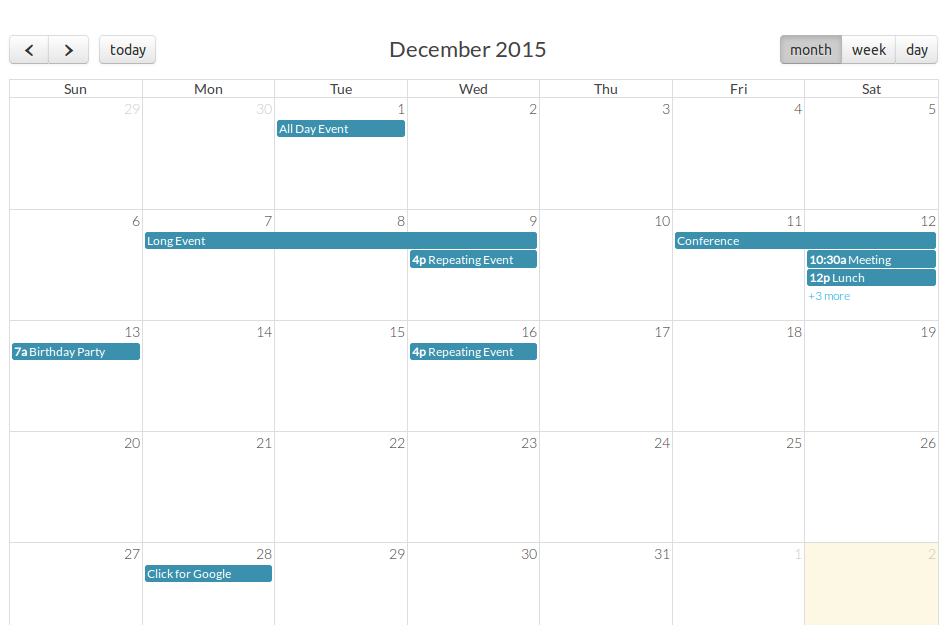 today
December 2015
month week day
Sun Mon Tue Wed Thu Fri Sat
29 30 1 2 3 4 5
All Day Event
6 7 8 9 10 11 12
Long Event Conference
4p Repeating Event 10:30a Meeting
12p Lunch
+3 more
13 14 15 16 17 18 19
7a Birthday Party 4p Repeating Event
20 21 22 23 24 25 26
27 28 29 30 31 1 2
Click for Google